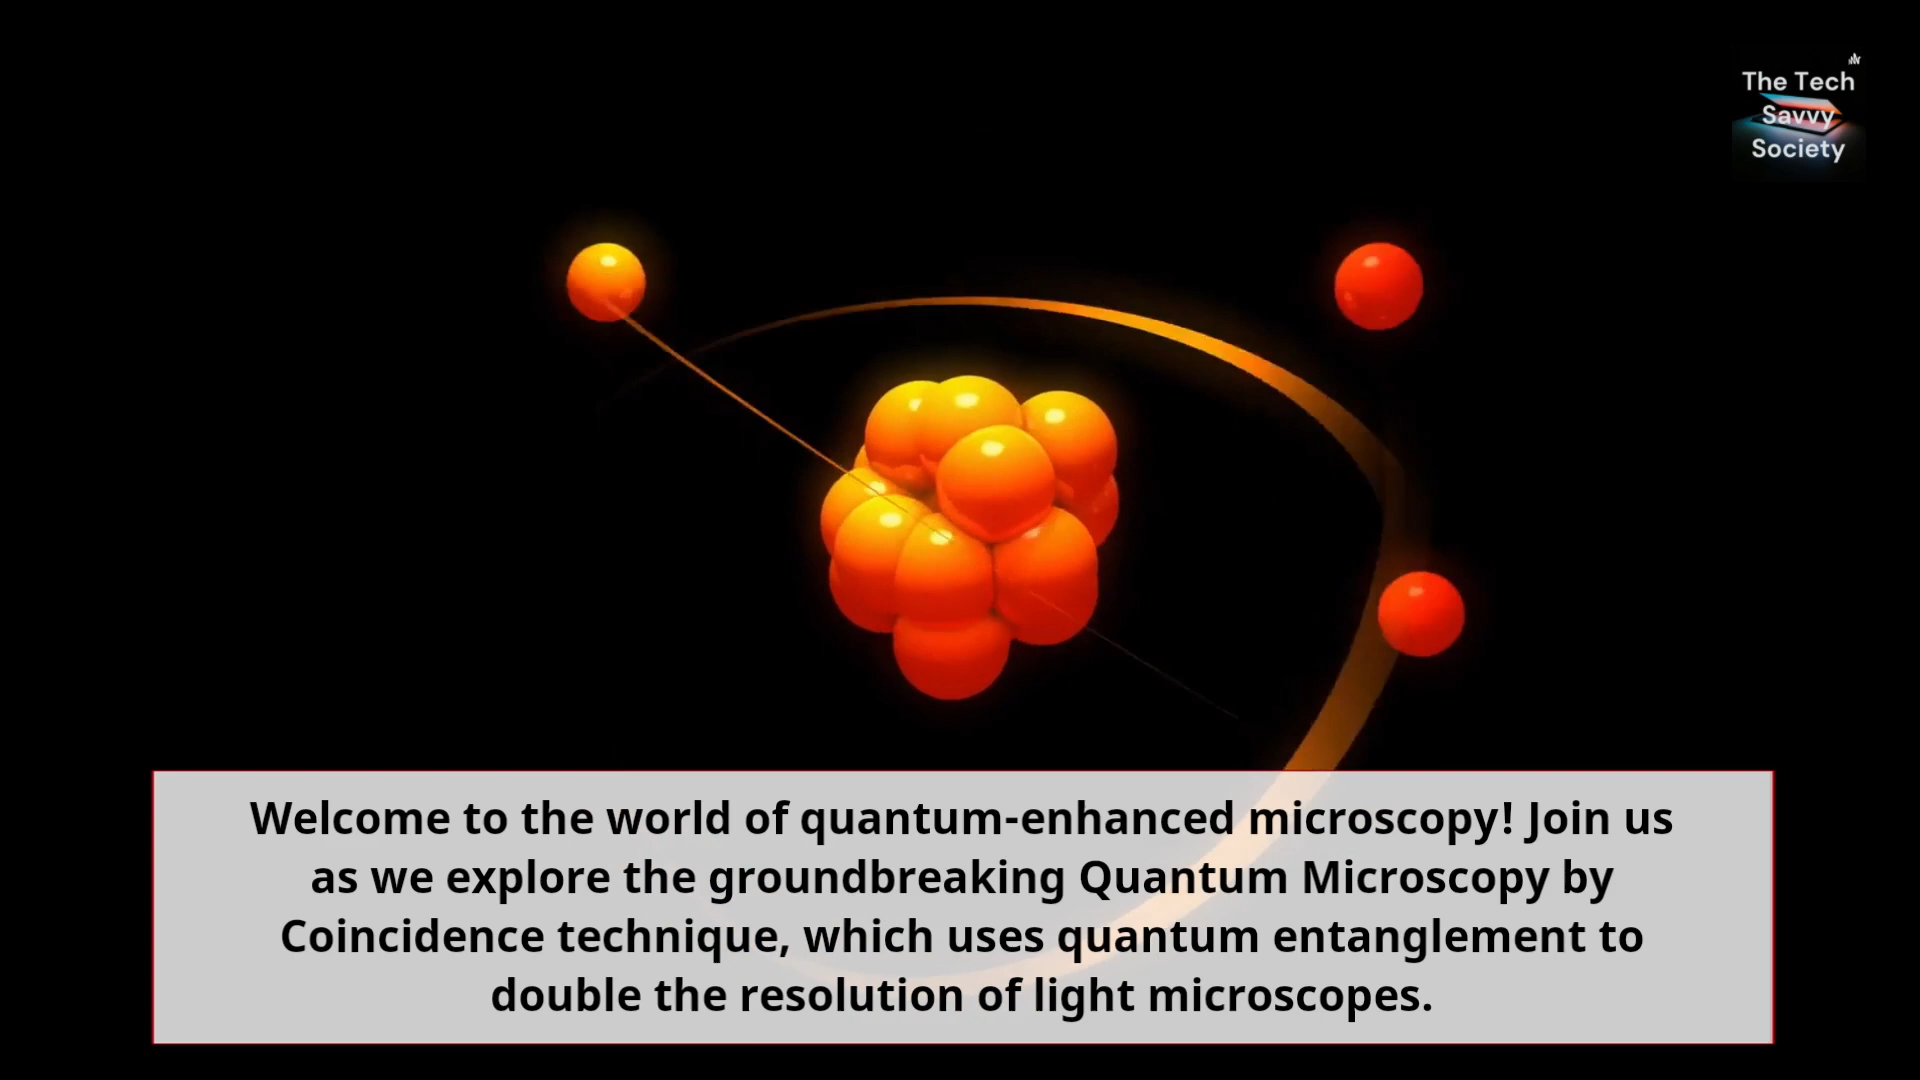 The Tech
Savvy
Society
Welcome to the world of quantum-enhanced microscopy! Join us
as we explore the groundbreaking Quantum Microscopy by
Coincidence technique, which uses quantum entanglement to
double the resolution of light microscopes.